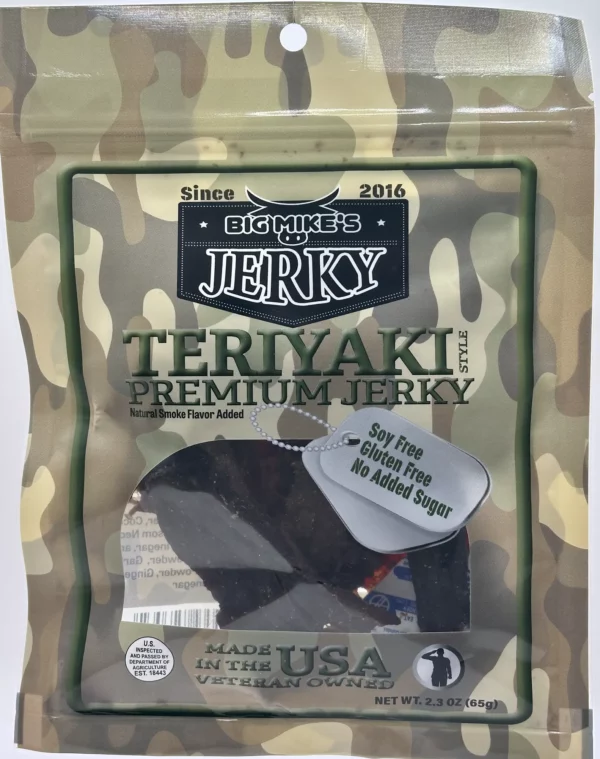 Since 2016
BIG MIKE'S
JERKY
TERIYAKI STYLE
PREMIUM JERKY
Natural Smoke Flavor Added
Soy Free
Gluten Free
No Added Sugar
U.S.
INSPECTED
AND PASSED BY
DEPARTMENT OF
AGRICULTURE
EST. 18443
MADE
IN THE USA
VETERAN OWNED
NET WT. 2.3 OZ (65g)